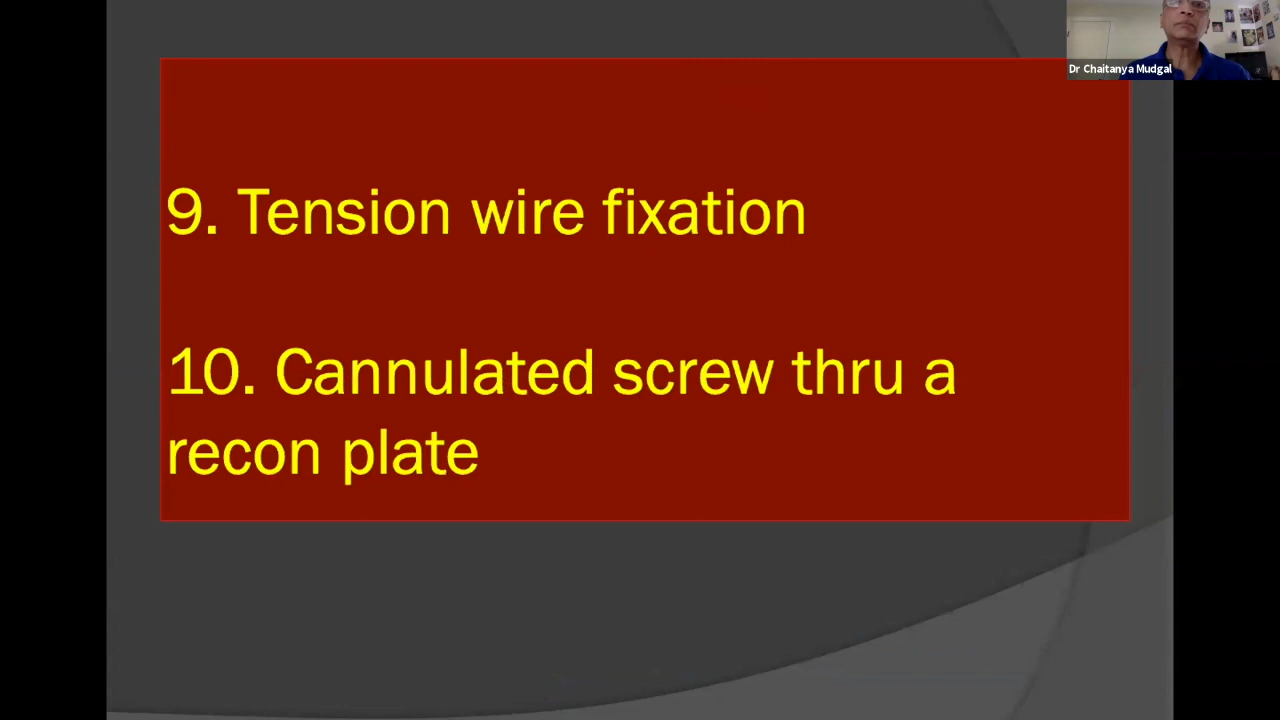 Dr Chaitanya Mudgal
9. Tension wire fixation
10. Cannulated screw thru a
recon plate